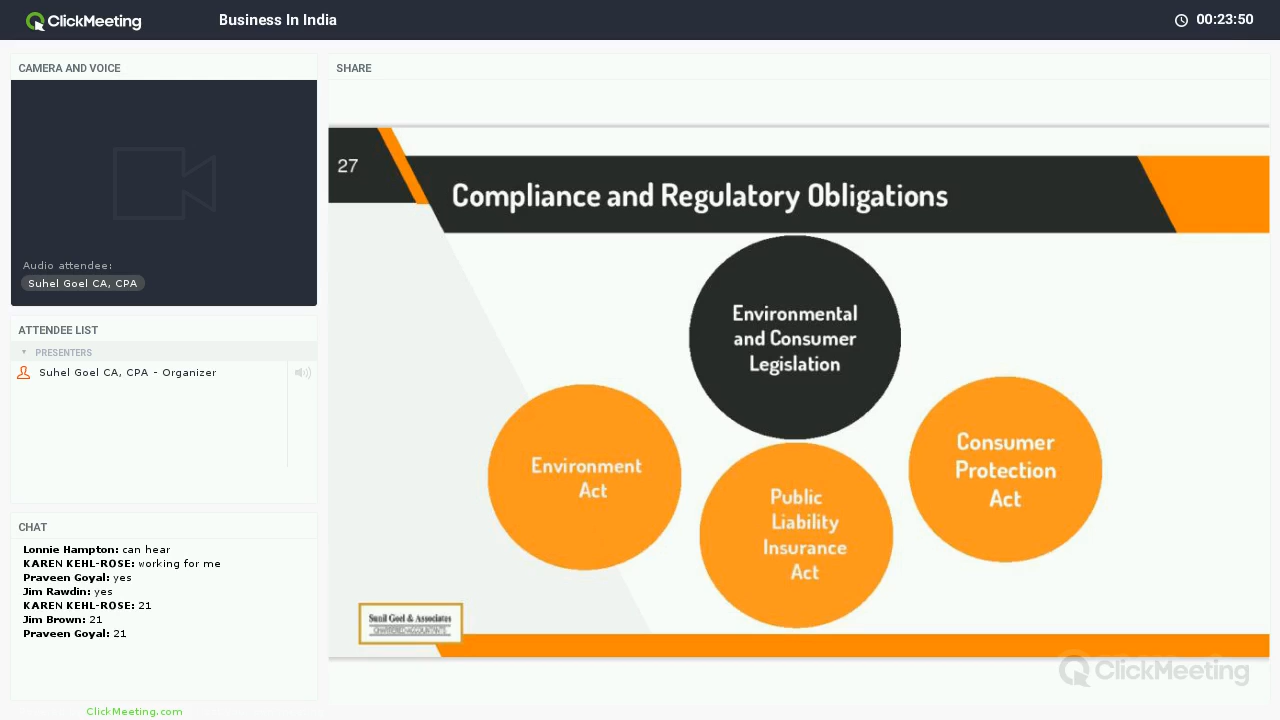 ClickMeeting
Business In India
00:23:50
CAMERA AND VOICE
Audio attendee:
Suhel Goel CA, CPA
ATTENDEE LIST
PRESENTERS
Suhel Goel CA, CPA - Organizer
CHAT
Lonnie Hampton: can hear
KAREN KEHL-ROSE: working for me
Praveen Goyal: yes
Jim Rawdin: yes
KAREN KEHL-ROSE: 21
Jim Brown: 21
Praveen Goyal: 21
ClickMeeting.com
SHARE
27
Compliance and Regulatory Obligations
Environmental
and Consumer
Legislation
Environment
Act
Public
Liability
Insurance
Act
Consumer
Protection
Act
Sunil Goel & Associates
CHARTERED ACCOUNTANTS
ClickMeeting